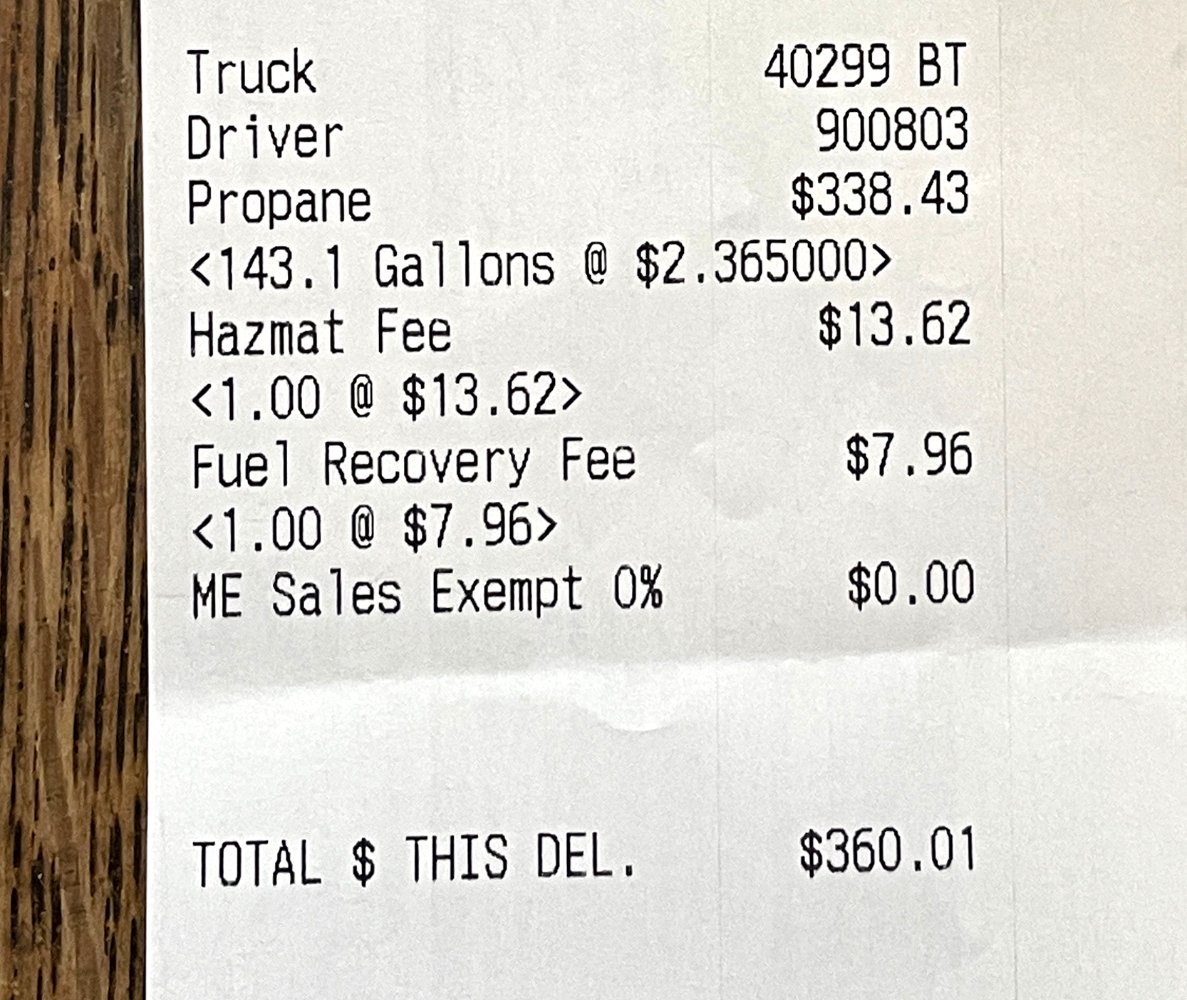 Truck 40299 BT
Driver 900803
Propane $338.43
<143.1 Gallons @ $2.365000>
Hazmat Fee $13.62
<1.00 @ $13.62>
Fuel Recovery Fee $7.96
<1.00 @ $7.96>
ME Sales Exempt 0% $0.00
TOTAL $ THIS DEL. $360.01